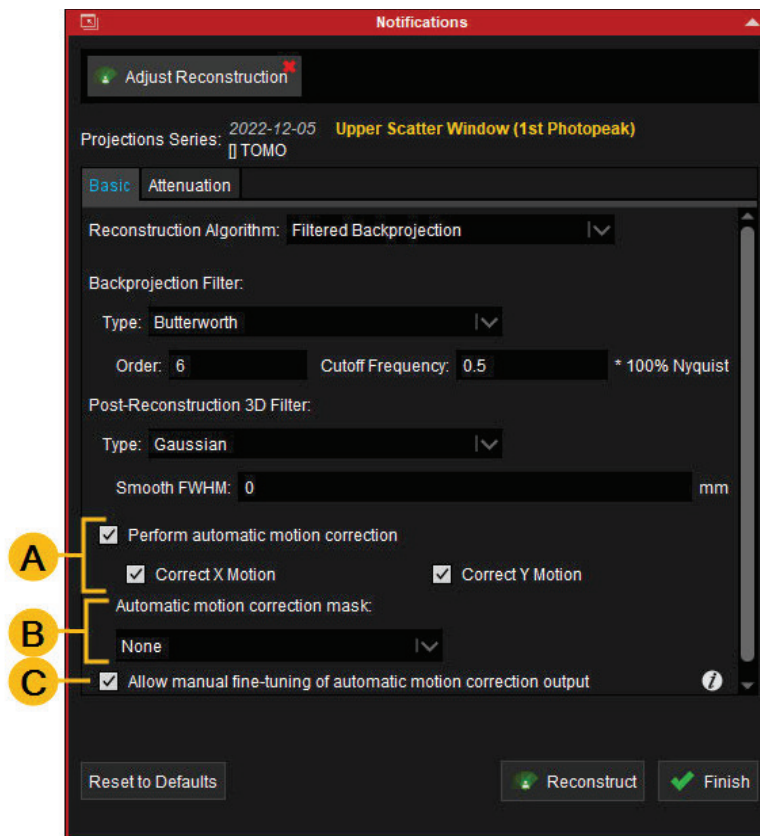 Notifications
Adjust Reconstruction
Projections Series: 2022-12-05 Upper Scatter Window (1st Photopeak)
[] TOMO
Basic Attenuation
Reconstruction Algorithm: Filtered Backprojection
Backprojection Filter:
Type: Butterworth
Order: 6 Cutoff Frequency: 0.5 * 100% Nyquist
Post-Reconstruction 3D Filter:
Type: Gaussian
Smooth FWHM: 0 mm
A
Perform automatic motion correction
Correct X Motion Correct Y Motion
B
Automatic motion correction mask:
None
C Allow manual fine-tuning of automatic motion correction output i
Reset to Defaults Reconstruct Finish